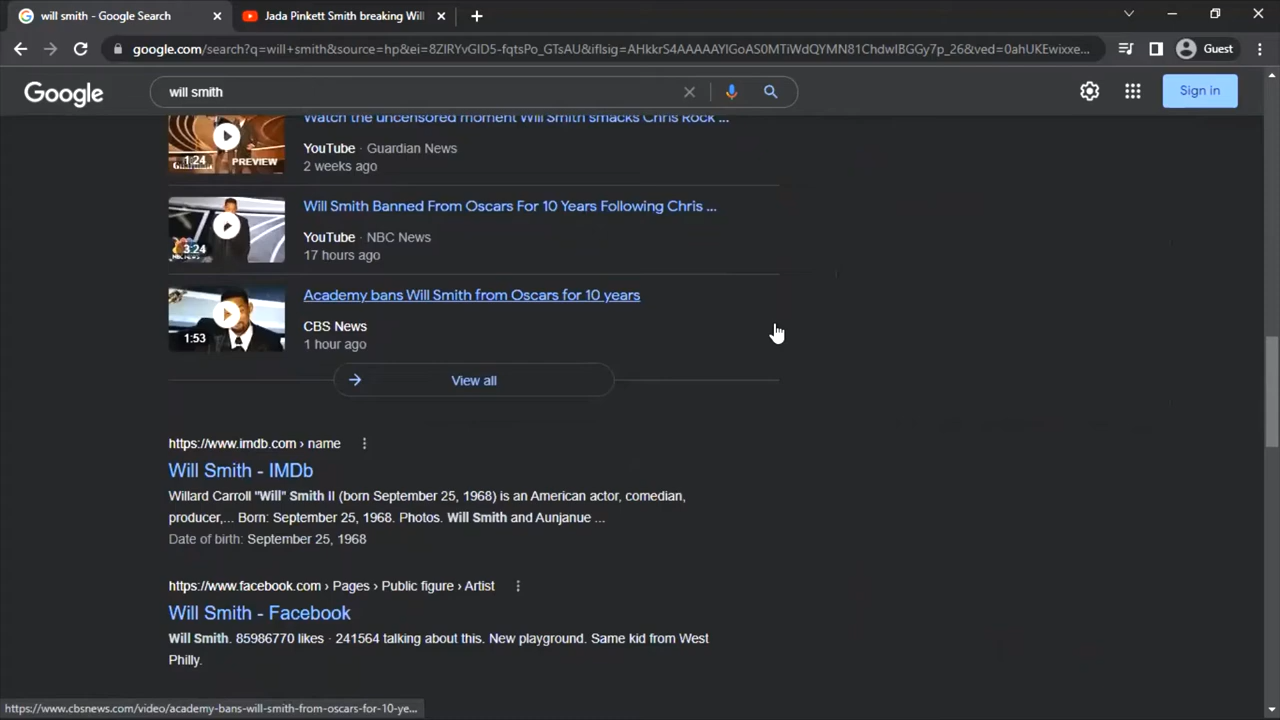 will smith - Google Search
Jada Pinkett Smith breaking Wil
google.com/search?q=will+smith&source=hp&ei=8ZIRYvGID5-fqtsPo_GTsAU&iflsig=AHkkrS4AAAAAYlGoAS0MTiWdQYMN81ChdwlBGGy7p_26&ved=0ahUKEwixxe...
Guest
Google
will smith
Sign in
Watch the uncensored moment Will Smith smacks Chris Rock ...
1:24
PREVIEW
YouTube · Guardian News
2 weeks ago
Will Smith Banned From Oscars For 10 Years Following Chris ...
3:24
YouTube · NBC News
17 hours ago
Academy bans Will Smith from Oscars for 10 years
1:53
CBS News
1 hour ago
View all
https://www.imdb.com › name
Will Smith - IMDb
Willard Carroll "Will" Smith II (born September 25, 1968) is an American actor, comedian,
producer,... Born: September 25, 1968. Photos. Will Smith and Aunjanue ...
Date of birth: September 25, 1968
https://www.facebook.com › Pages › Public figure › Artist
Will Smith - Facebook
Will Smith. 85986770 likes · 241564 talking about this. New playground. Same kid from West
Philly.
https://www.cbsnews.com/video/academy-bans-will-smith-from-oscars-for-10-ye...